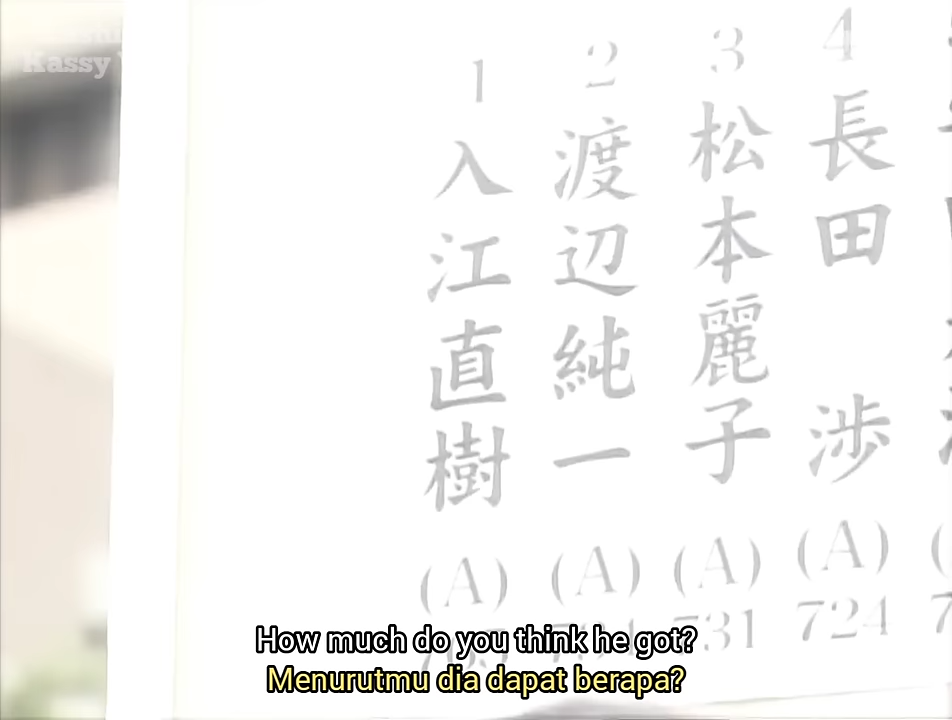 Kassy
1 入江直樹 (A)
2 渡辺純一 (A)
3 松本麗子 (A) 731
4 長田渉 (A) 724
How much do you think he got?
Menurutmu dia dapat berapa?